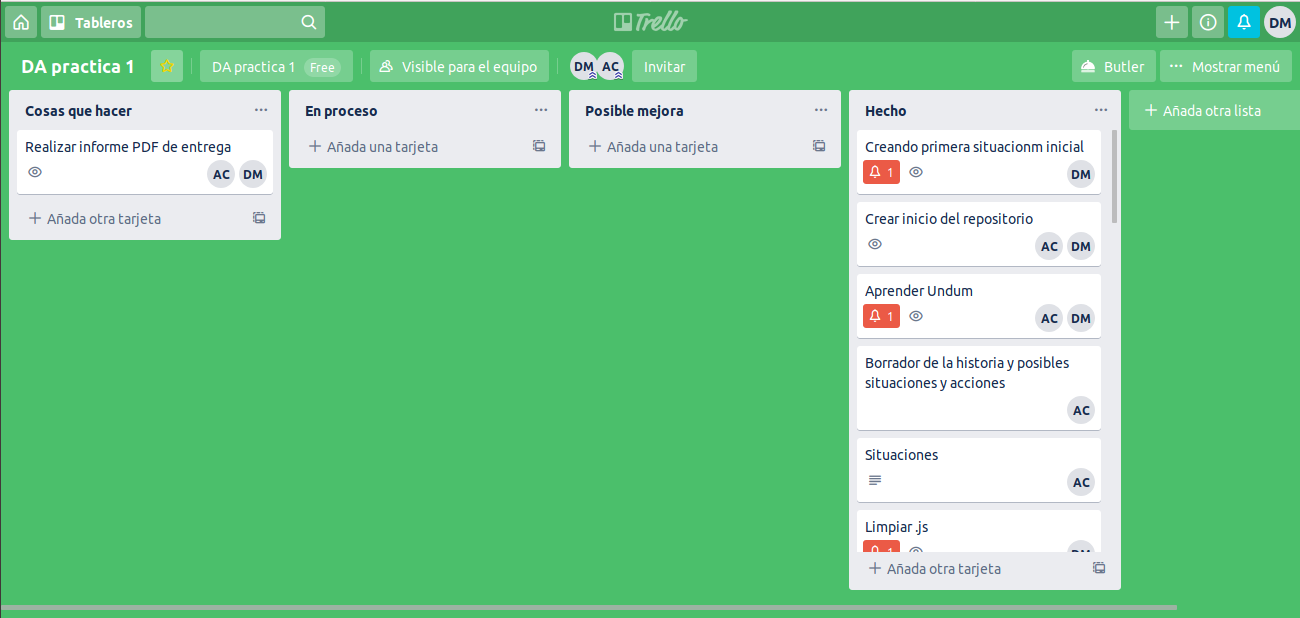 Tableros
Trello
DM
DA practica 1
DA practica 1 Free
Visible para el equipo
DM AC
Invitar
Butler
Mostrar menú
Cosas que hacer
Realizar informe PDF de entrega
AC DM
Añada otra tarjeta
En proceso
Añada una tarjeta
Posible mejora
Añada una tarjeta
Hecho
Creando primera situacionm inicial
1
DM
Crear inicio del repositorio
AC DM
Aprender Undum
1
AC DM
Borrador de la historia y posibles
situaciones y acciones
AC
Situaciones
AC
Limpiar .js
1
DM
Añada otra tarjeta
Añada otra lista